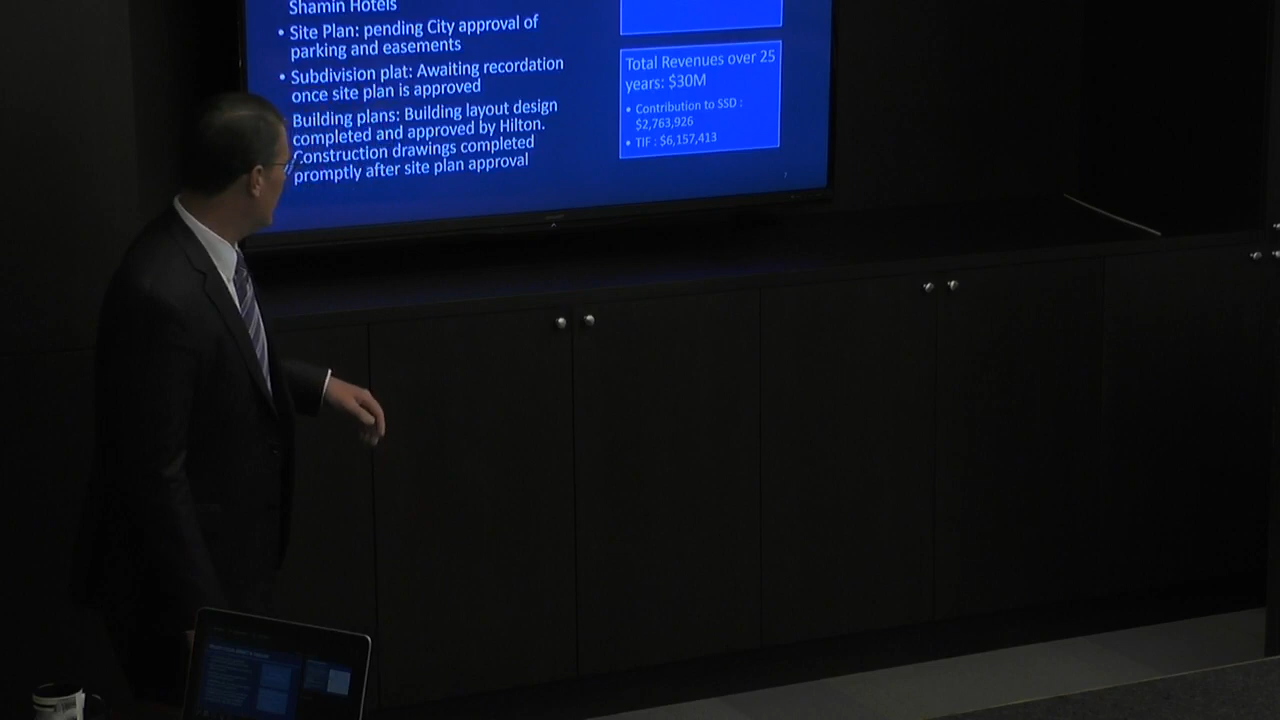 Shamin Hotels
• Site Plan: pending City approval of
parking and easements
• Subdivision plat: Awaiting recordation
once site plan is approved
Building plans: Building layout design
completed and approved by Hilton.
Construction drawings completed
promptly after site plan approval
Total Revenues over 25
years: $30M
• Contribution to SSD :
$2,763,926
• TIF : $6,157,413
7